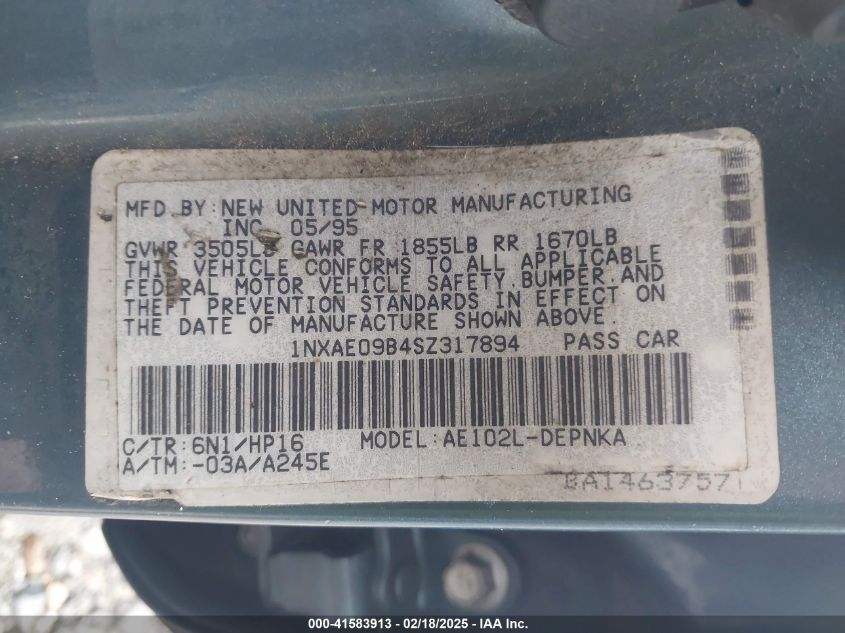 MFD. BY: NEW UNITED MOTOR MANUFACTURING
INC. 05/95
GVWR 3505LB GAWR FR 1855LB RR 1670LB
THIS VEHICLE CONFORMS TO ALL APPLICABLE
FEDERAL MOTOR VEHICLE SAFETY, BUMPER, AND
THEFT PREVENTION STANDARDS IN EFFECT ON
THE DATE OF MANUFACTURE SHOWN ABOVE.
1NXAE09B4SZ317894 PASS CAR
C/TR: 6N1/HP16 MODEL: AE102L-DEPNKA
A/TM: -03A/A245E
BA1463757
000-41583913 - 02/18/2025 - IAA Inc.